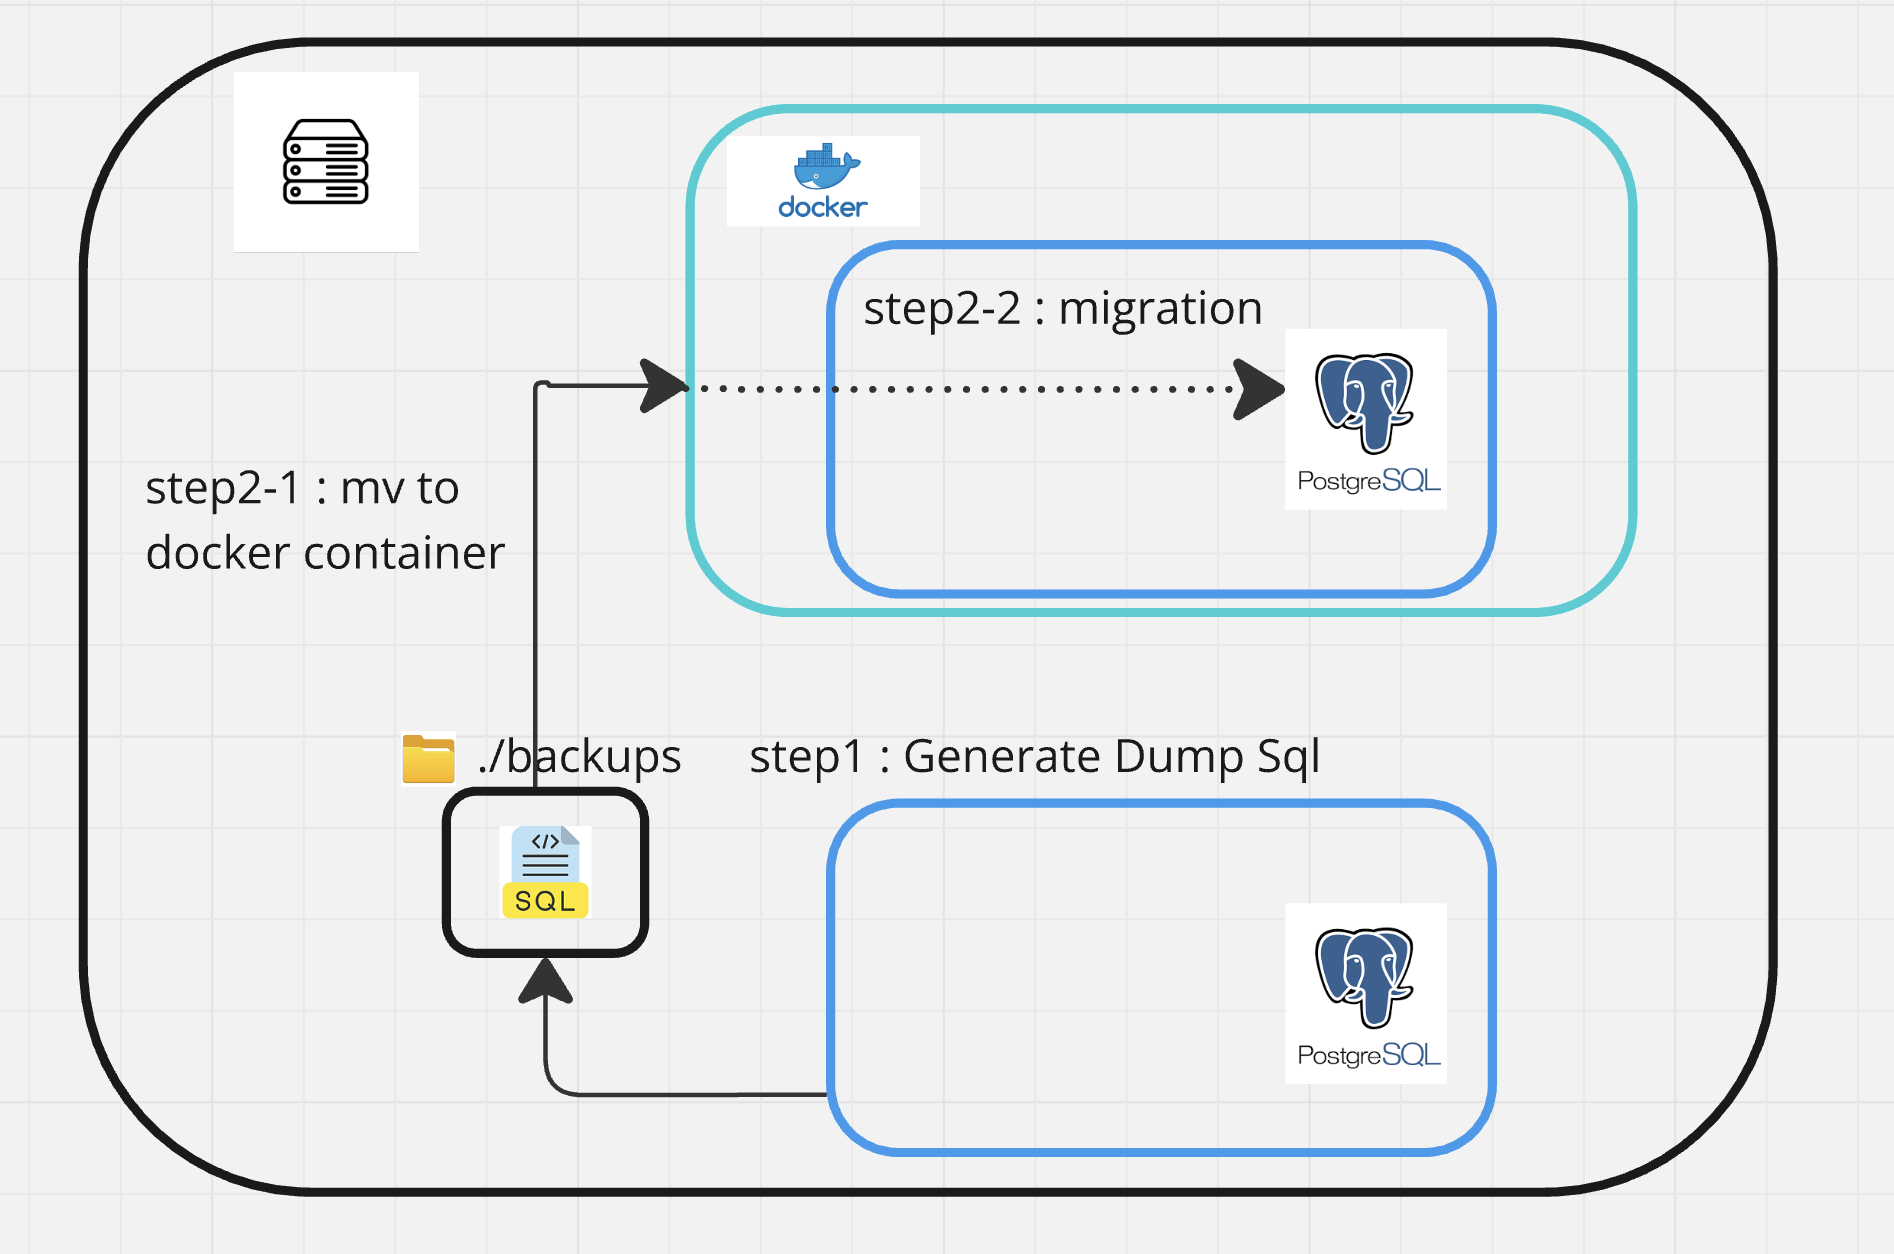 docker
step2-2 : migration
PostgreSQL
step2-1 : mv to
docker container
./backups
step1 : Generate Dump Sql
</>
SQL
PostgreSQL